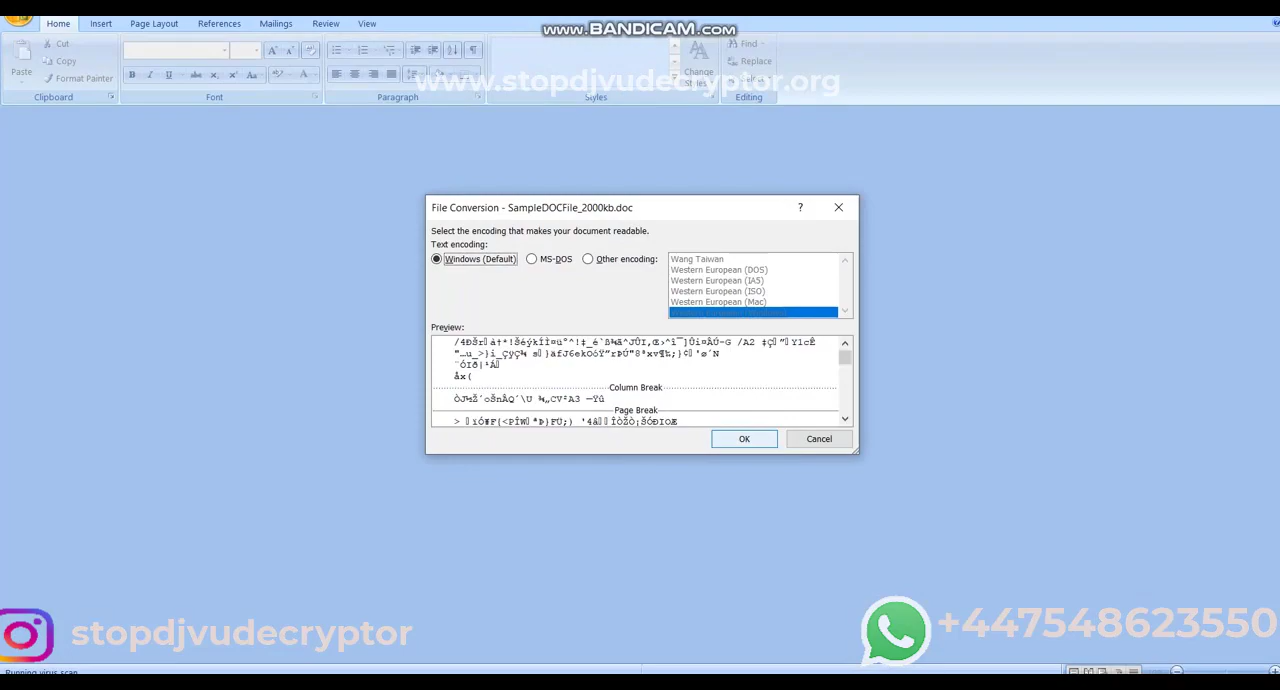 Home Insert Page Layout References Mailings Review View
www.BANDICAM.com
Cut
Copy
Paste
Format Painter
Find
Replace
Change
Styles
www.stopdjvudecryptor.org
Clipboard Font Paragraph Styles Editing
File Conversion - SampleDOCFile_2000kb.doc
Select the encoding that makes your document readable.
Text encoding:
Windows (Default) MS-DOS Other encoding:
Wang Taiwan
Western European (DOS)
Western European (IA5)
Western European (ISO)
Western European (Mac)
Preview:
Column Break
Page Break
OK Cancel
stopdjvudecryptor
+447548623550
Running virus scan